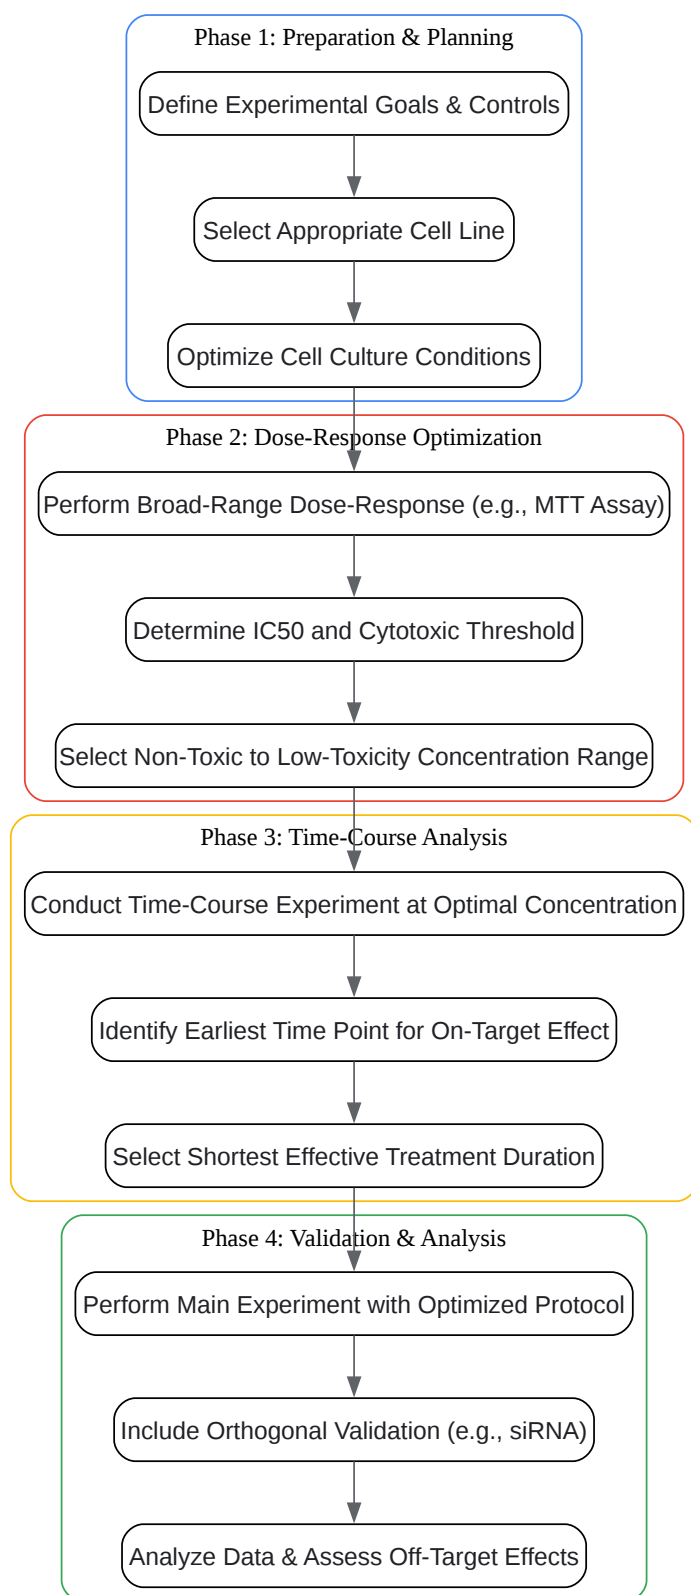 Phase 1: Preparation & Planning
Define Experimental Goals & Controls
Select Appropriate Cell Line
Optimize Cell Culture Conditions
Phase 2: Dose-Response Optimization
Perform Broad-Range Dose-Response (e.g., MTT Assay)
Determine IC50 and Cytotoxic Threshold
Select Non-Toxic to Low-Toxicity Concentration Range
Phase 3: Time-Course Analysis
Conduct Time-Course Experiment at Optimal Concentration
Identify Earliest Time Point for On-Target Effect
Select Shortest Effective Treatment Duration
Phase 4: Validation & Analysis
Perform Main Experiment with Optimized Protocol
Include Orthogonal Validation (e.g., siRNA)
Analyze Data & Assess Off-Target Effects